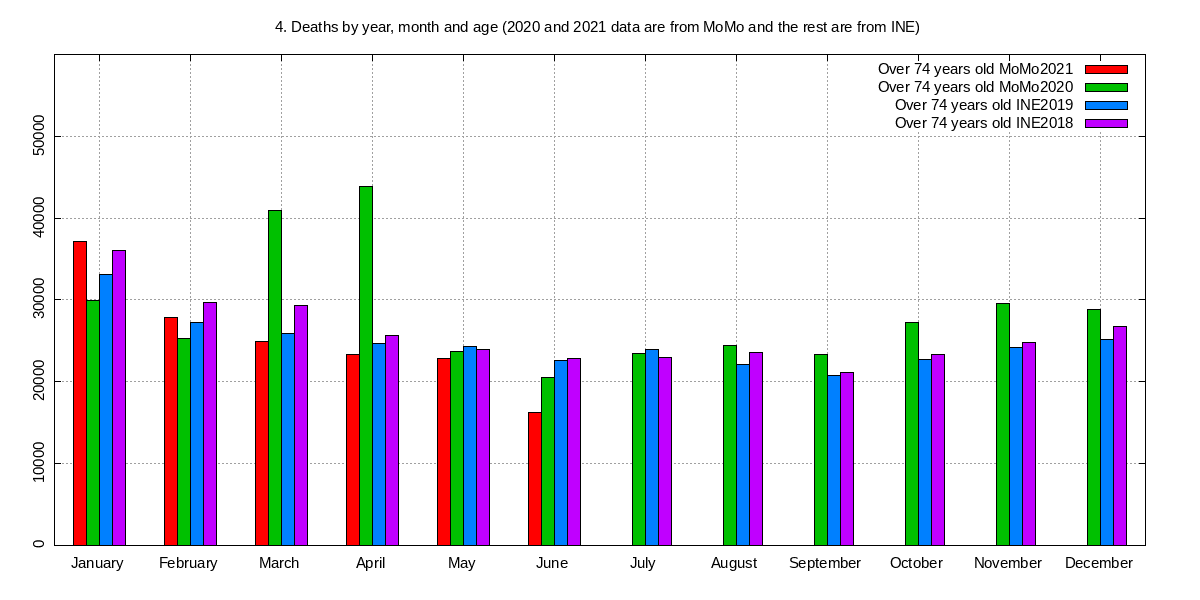 4. Deaths by year, month and age (2020 and 2021 data are from MoMo and the rest are from INE)
Over 74 years old MoMo2021
Over 74 years old MoMo2020
Over 74 years old INE2019
Over 74 years old INE2018
50000
40000
30000
20000
10000
0
January February March April May June July August September October November December